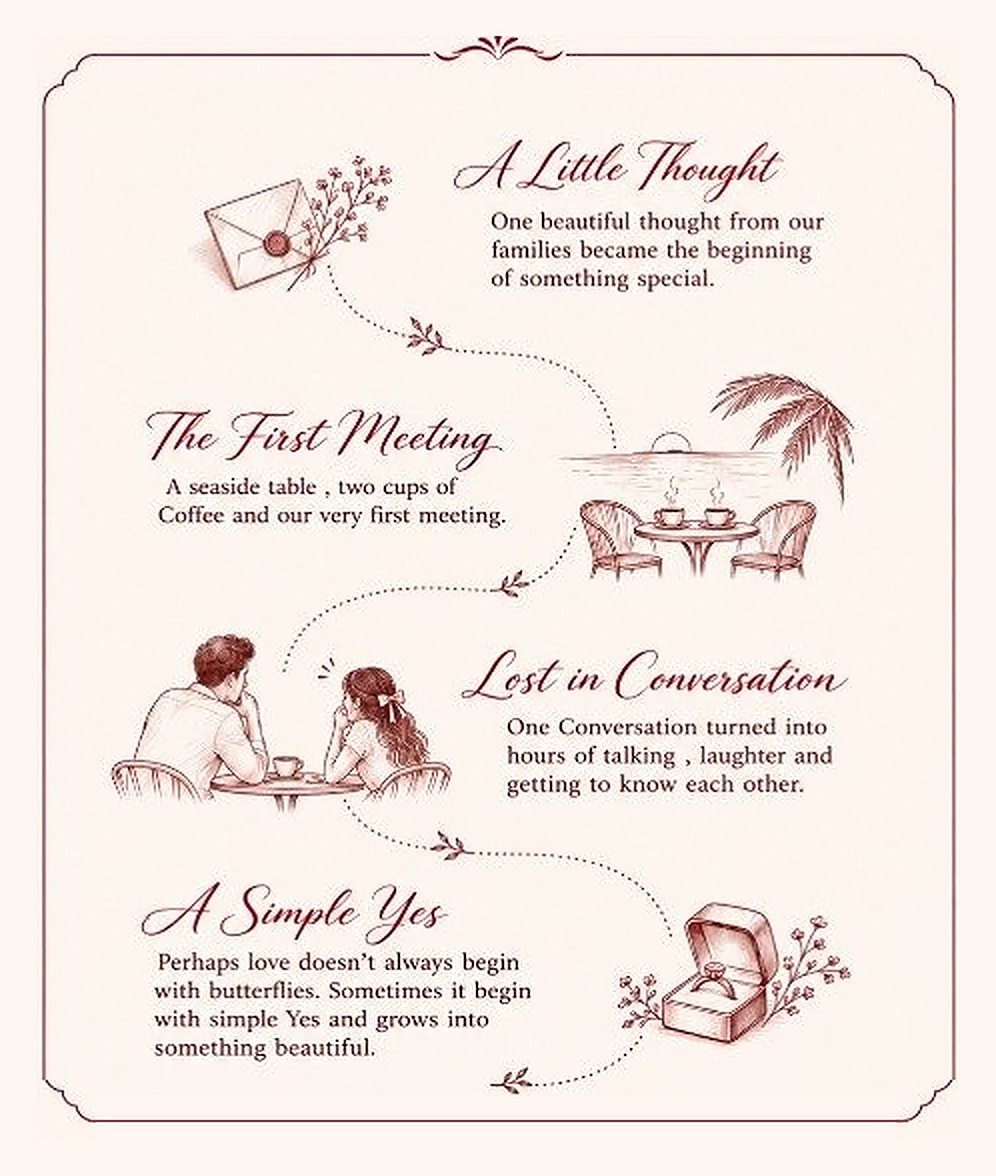 A Little Thought
One beautiful thought from our
families became the beginning
of something special.
The First Meeting
A seaside table , two cups of
Coffee and our very first meeting.
Lost in Conversation
One Conversation turned into
hours of talking , laughter and
getting to know each other.
A Simple Yes
Perhaps love doesn’t always begin
with butterflies. Sometimes it begin
with simple Yes and grows into
something beautiful.